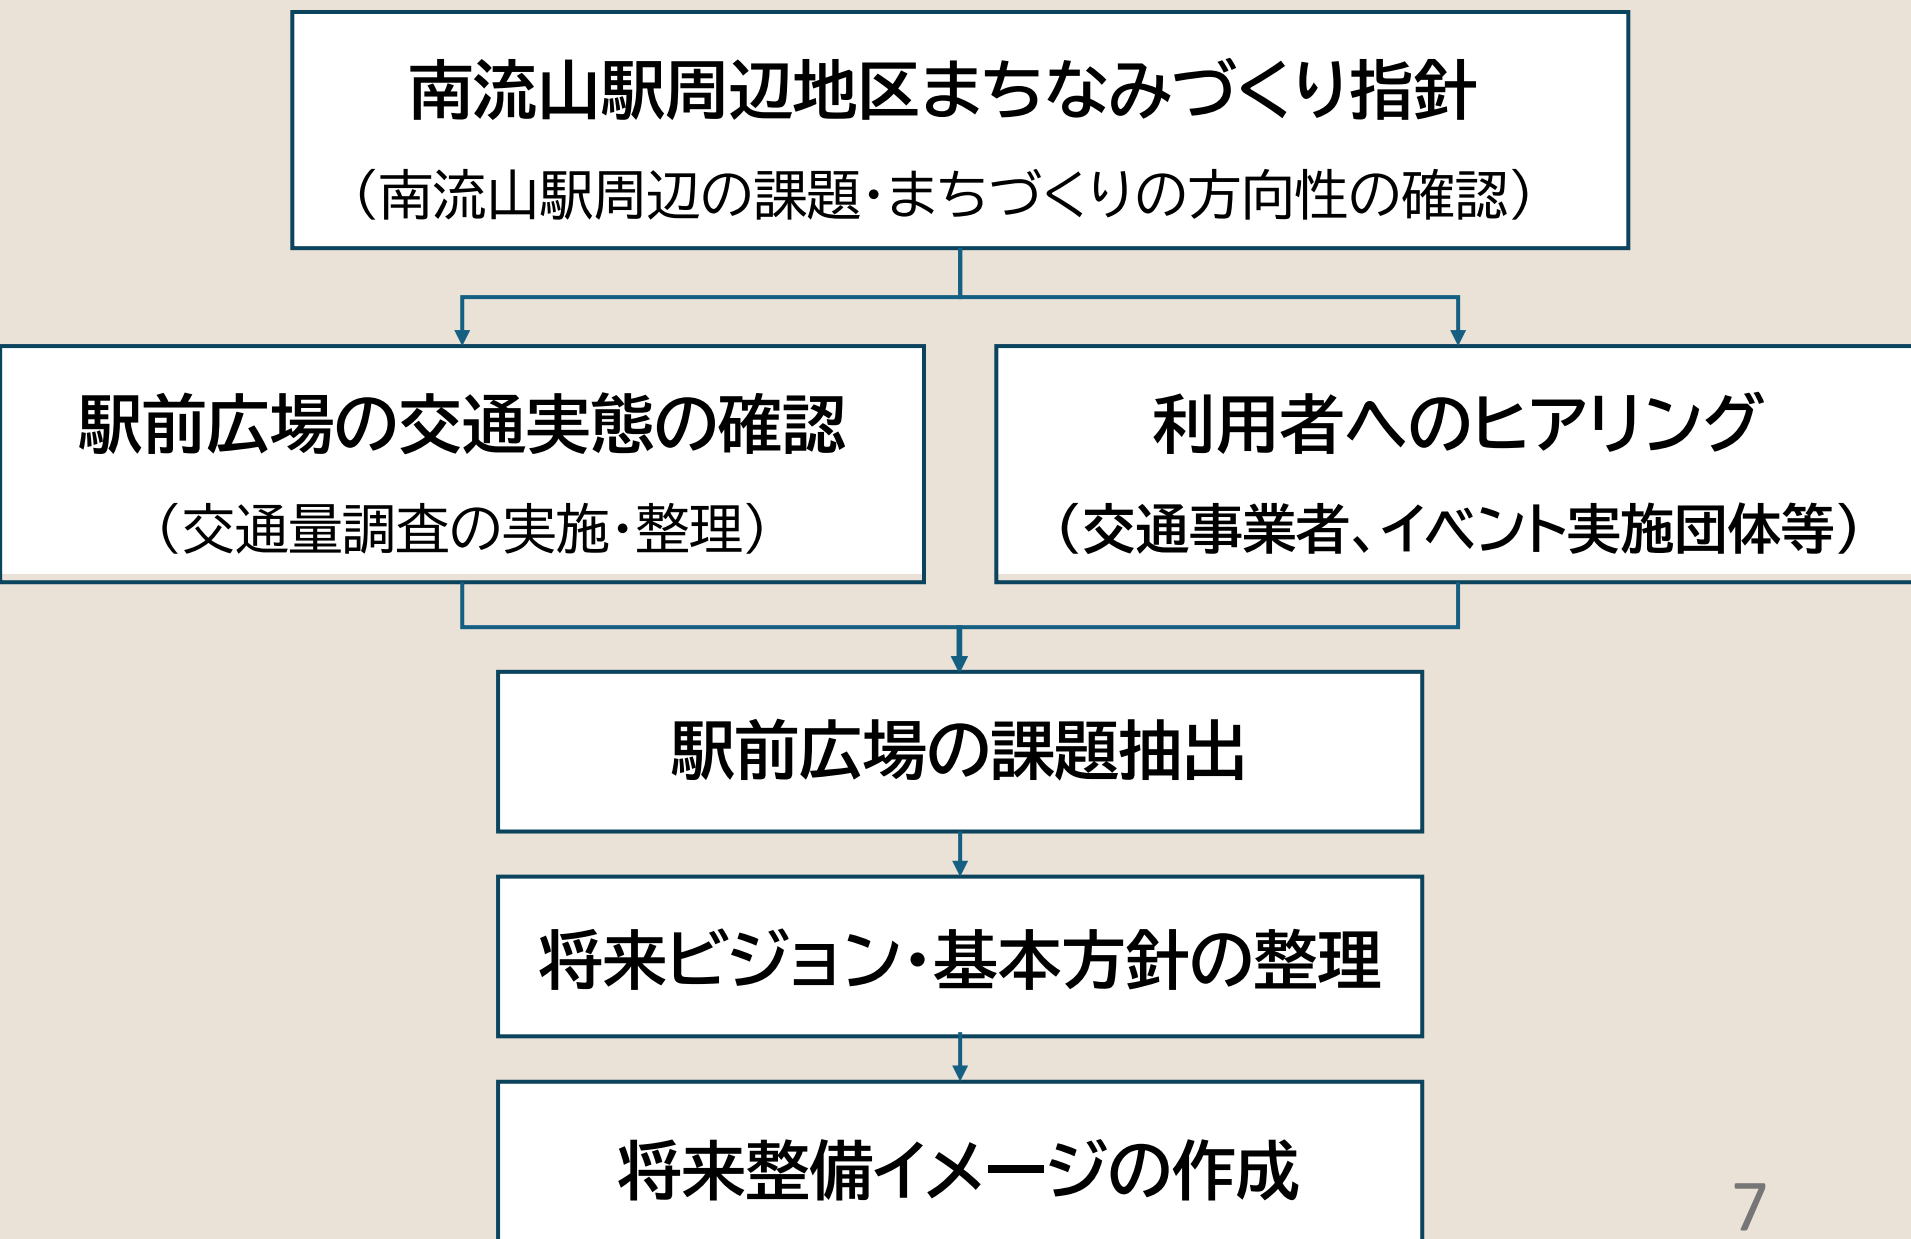 南流山駅周辺地区まちなみづくり指針
（南流山駅周辺の課題・まちづくりの方向性の確認）
駅前広場の交通実態の確認
（交通量調査の実施・整理）
利用者へのヒアリング
（交通事業者、イベント実施団体等）
駅前広場の課題抽出
将来ビジョン・基本方針の整理
将来整備イメージの作成
7